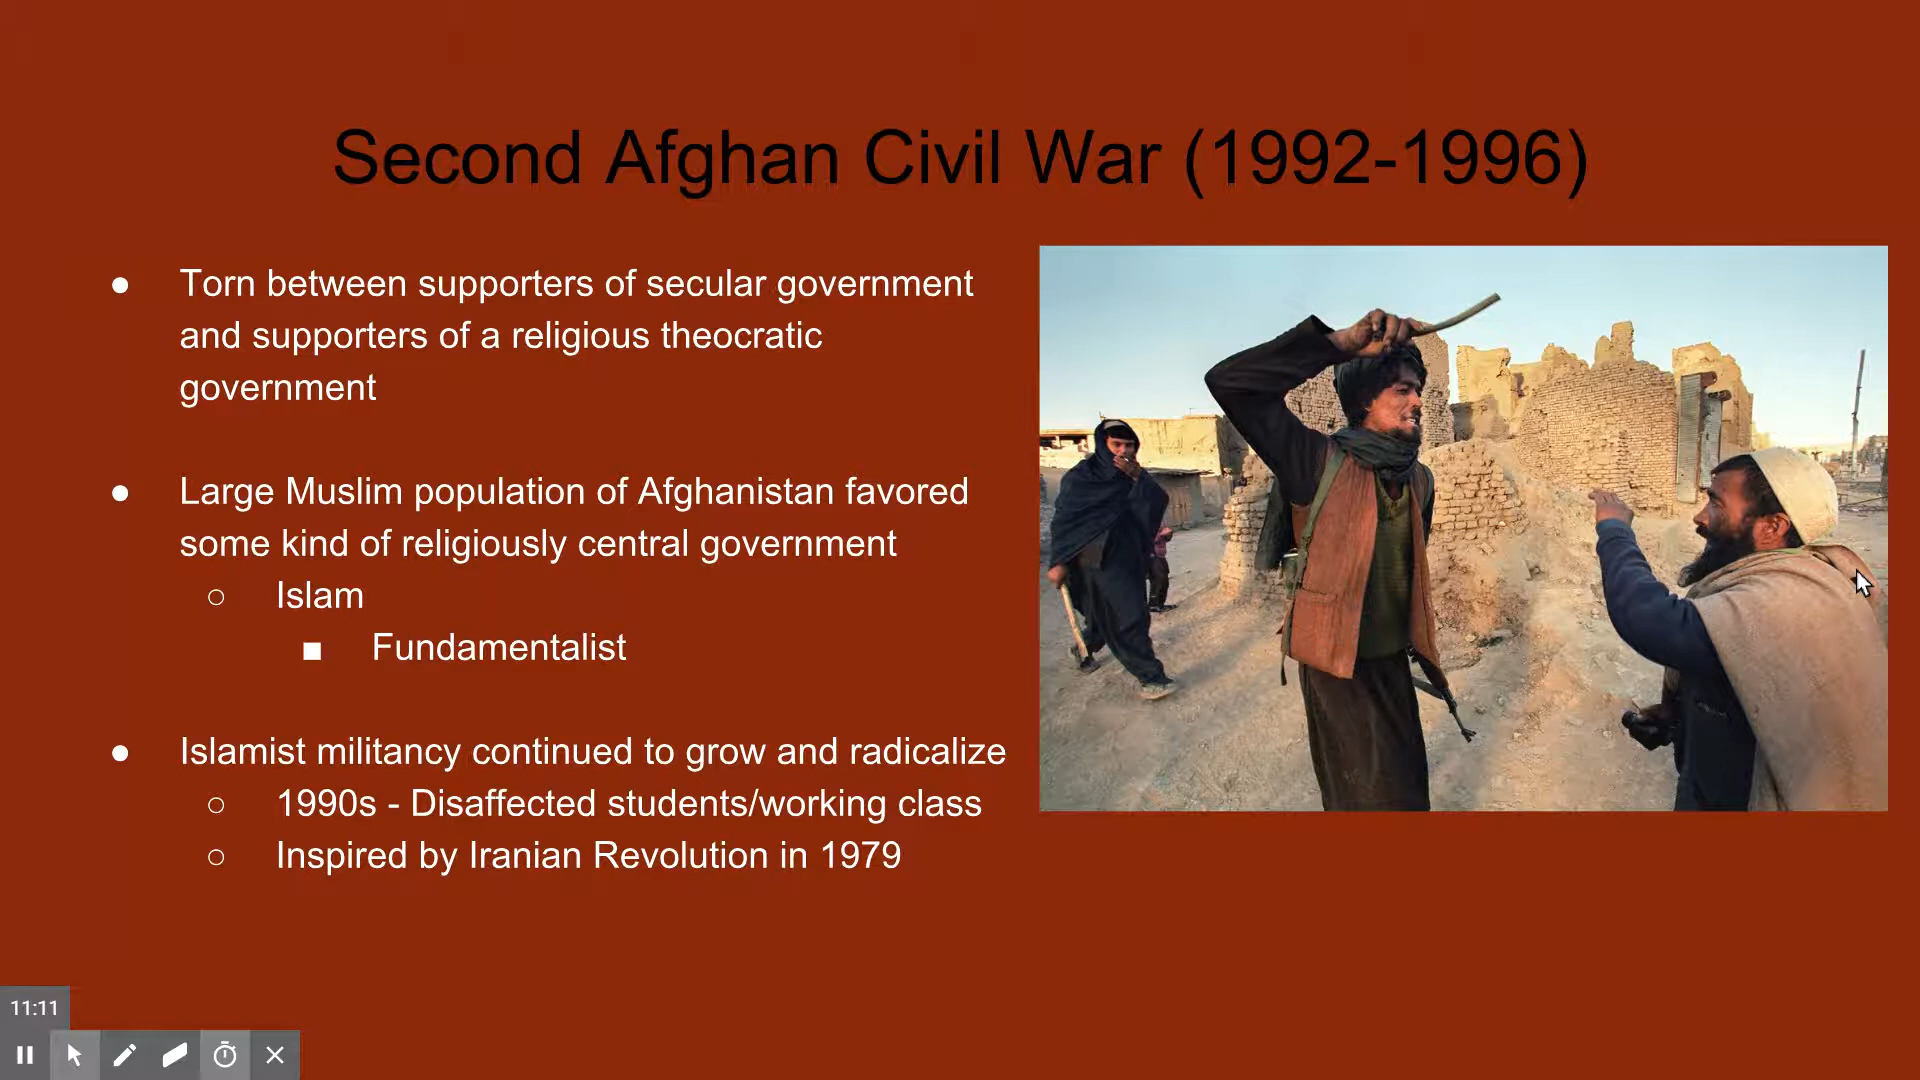 Second Afghan Civil War (1992-1996)
● Torn between supporters of secular government
and supporters of a religious theocratic
government
● Large Muslim population of Afghanistan favored
some kind of religiously central government
○ Islam
■ Fundamentalist
● Islamist militancy continued to grow and radicalize
○ 1990s - Disaffected students/working class
○ Inspired by Iranian Revolution in 1979
11:11